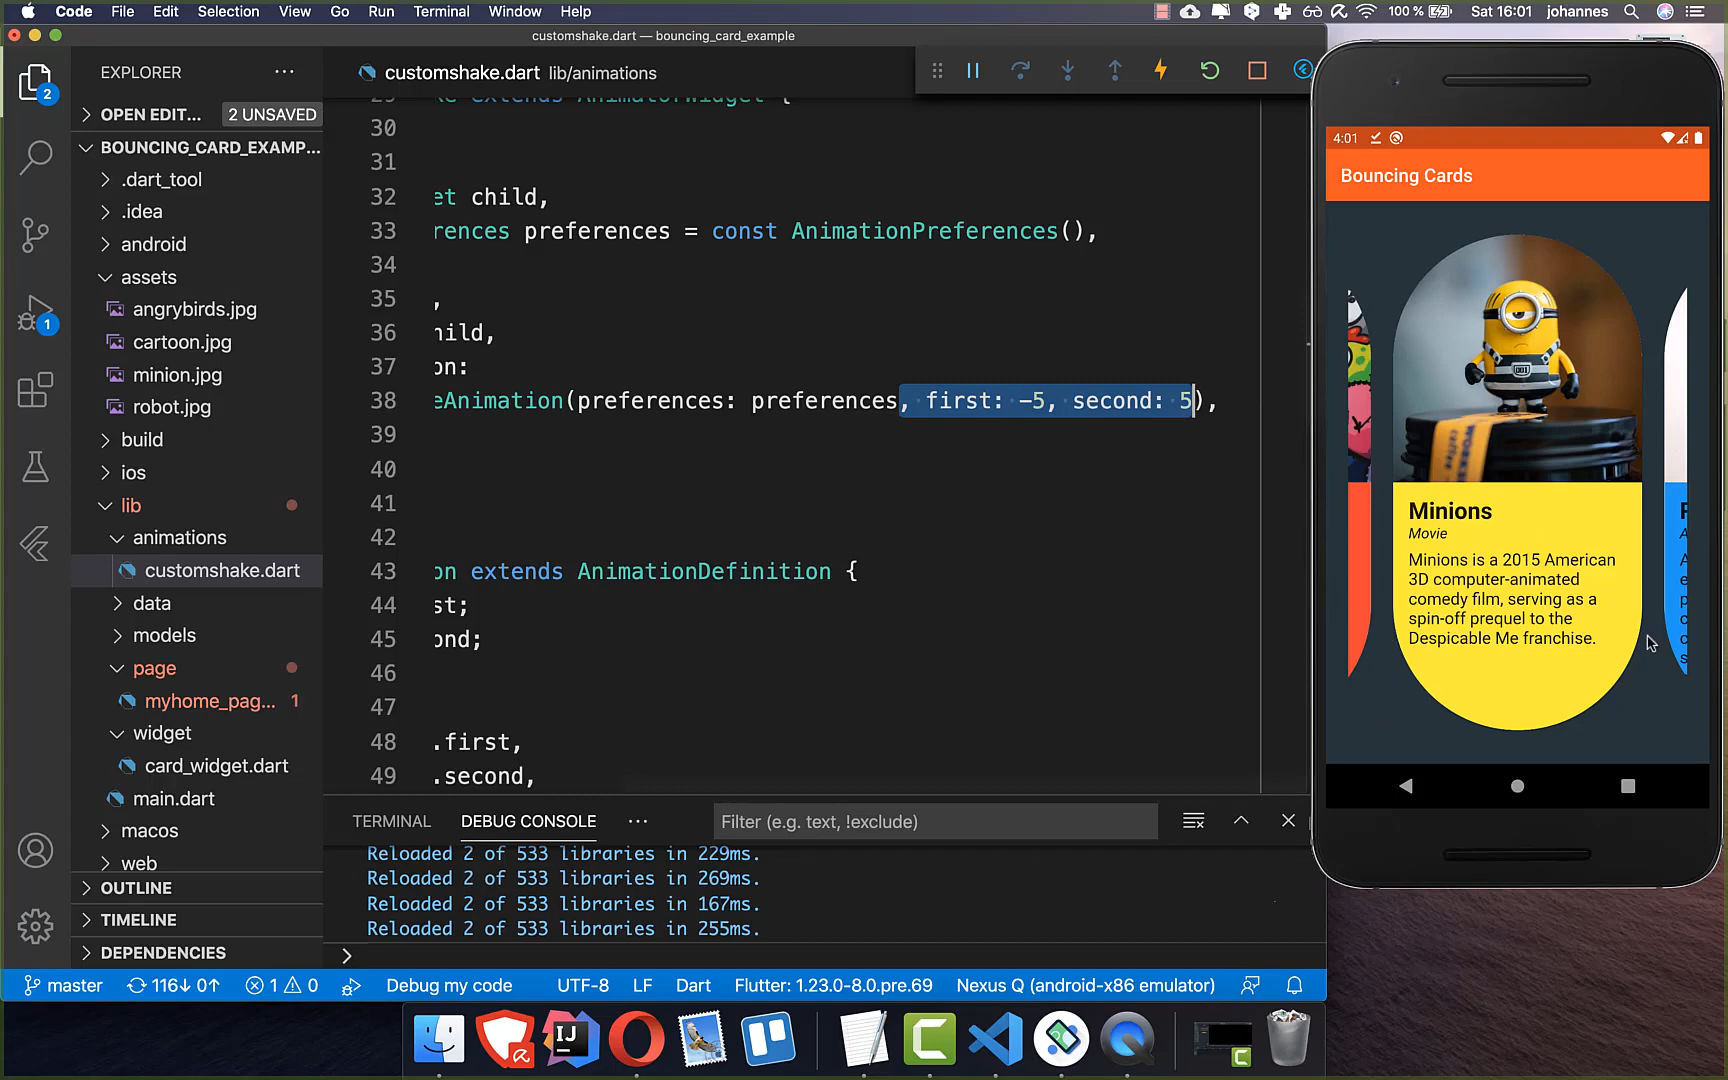 Code File Edit Selection View Go Run Terminal Window Help
100 % Sat 16:01 johannes
customshake.dart — bouncing_card_example
EXPLORER
OPEN EDIT... 2 UNSAVED
BOUNCING_CARD_EXAMP...
.dart_tool
.idea
android
assets
angrybirds.jpg
cartoon.jpg
minion.jpg
robot.jpg
build
ios
lib
animations
customshake.dart
data
models
page
myhome_pag... 1
widget
card_widget.dart
main.dart
macos
web
OUTLINE
TIMELINE
DEPENDENCIES
2
1
customshake.dart lib/animations
29 ke extends AnimatorWidget {
30
31
32 et child,
33 rences preferences = const AnimationPreferences(),
34
35 ,
36 hild,
37 on:
38 eAnimation(preferences: preferences, first: -5, second: 5),
39
40
41
42
43 on extends AnimationDefinition {
44 st;
45 ond;
46
47
48 .first,
49 .second,
TERMINAL DEBUG CONSOLE ... Filter (e.g. text, !exclude)
Reloaded 2 of 533 libraries in 229ms.
Reloaded 2 of 533 libraries in 269ms.
Reloaded 2 of 533 libraries in 167ms.
Reloaded 2 of 533 libraries in 255ms.
>
master 116↓ 0↑ 1 0 Debug my code UTF-8 LF Dart Flutter: 1.23.0-8.0.pre.69 Nexus Q (android-x86 emulator)
4:01
Bouncing Cards
Minions
Movie
Minions is a 2015 American
3D computer-animated
comedy film, serving as a
spin-off prequel to the
Despicable Me franchise.
IJ